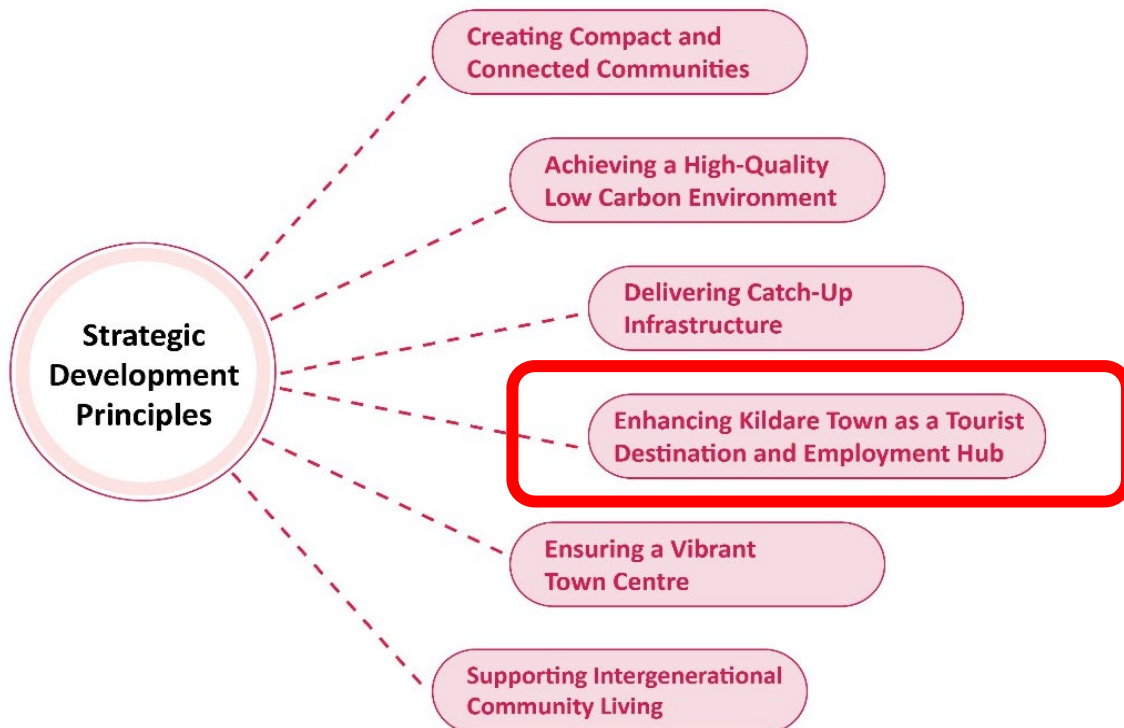 Creating Compact and
Connected Communities
Achieving a High-Quality
Low Carbon Environment
Delivering Catch-Up
Infrastructure
Strategic
Development
Principles
Enhancing Kildare Town as a Tourist
Destination and Employment Hub
Ensuring a Vibrant
Town Centre
Supporting Intergenerational
Community Living